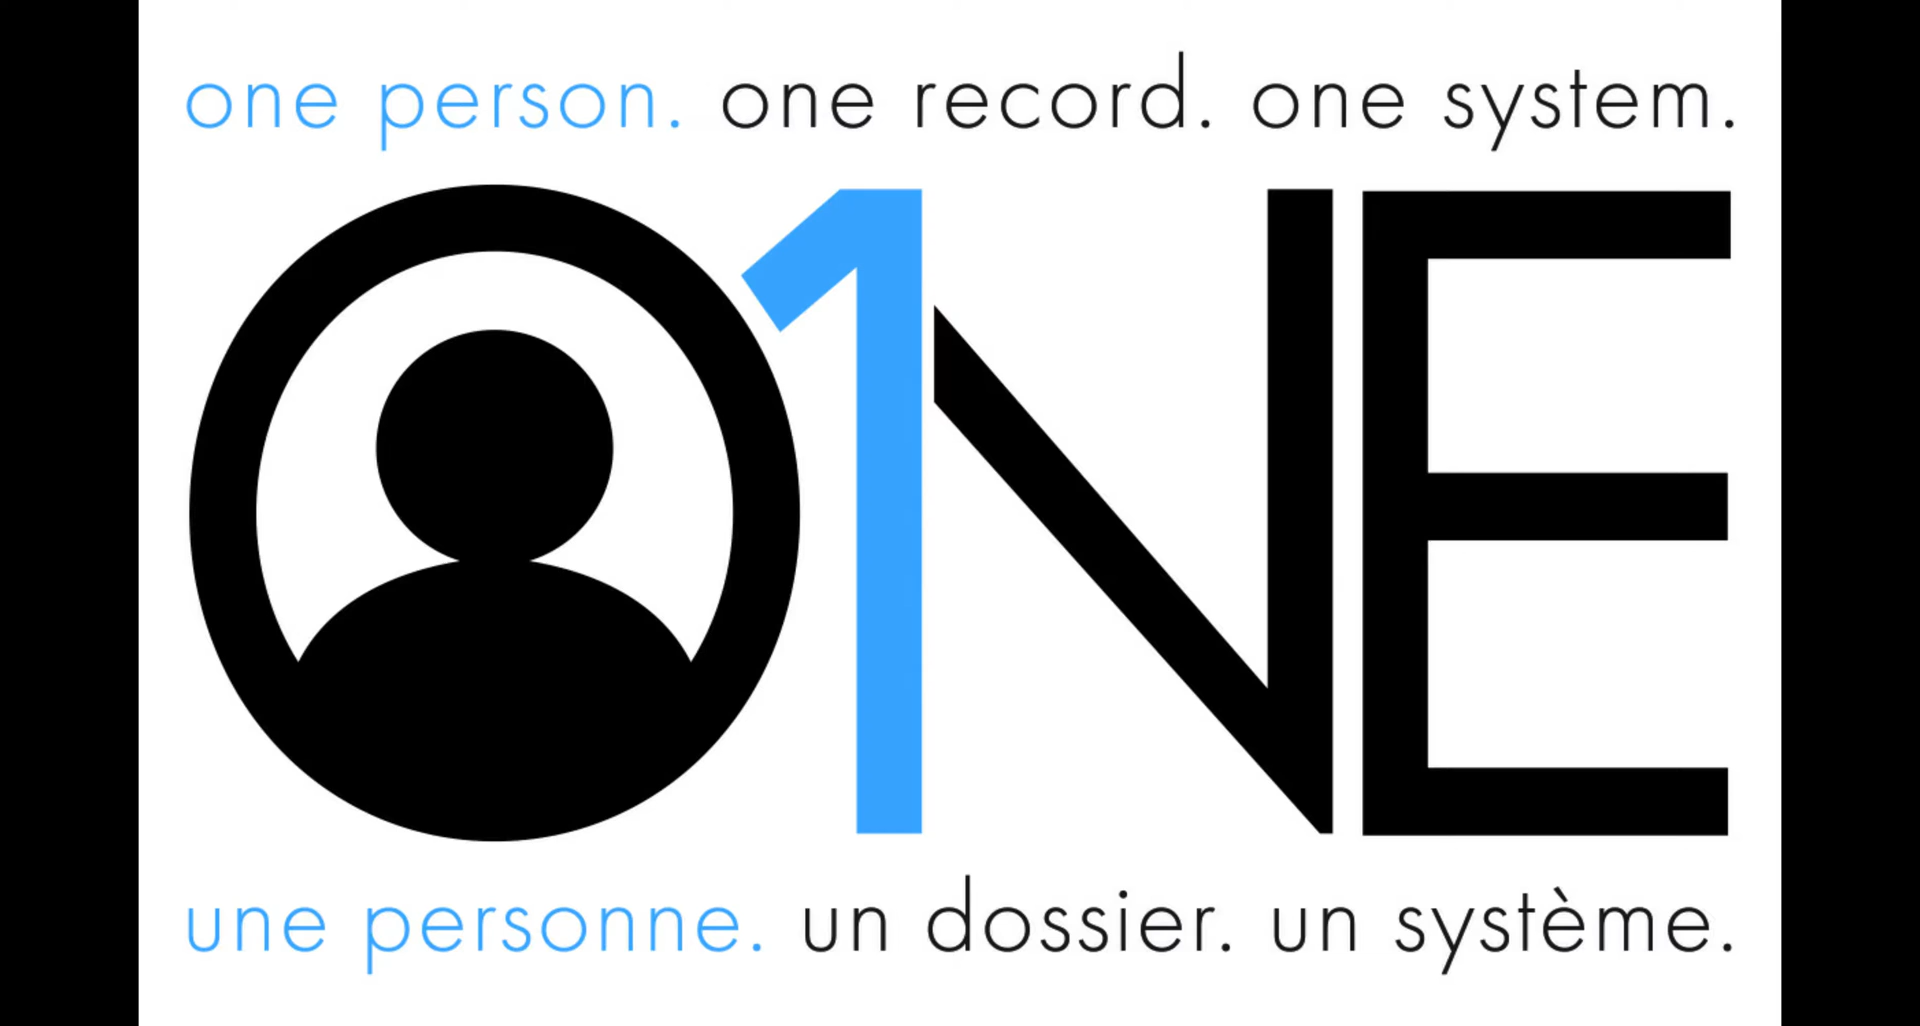 one person. one record. one system.
O1NE
une personne. un dossier. un système.